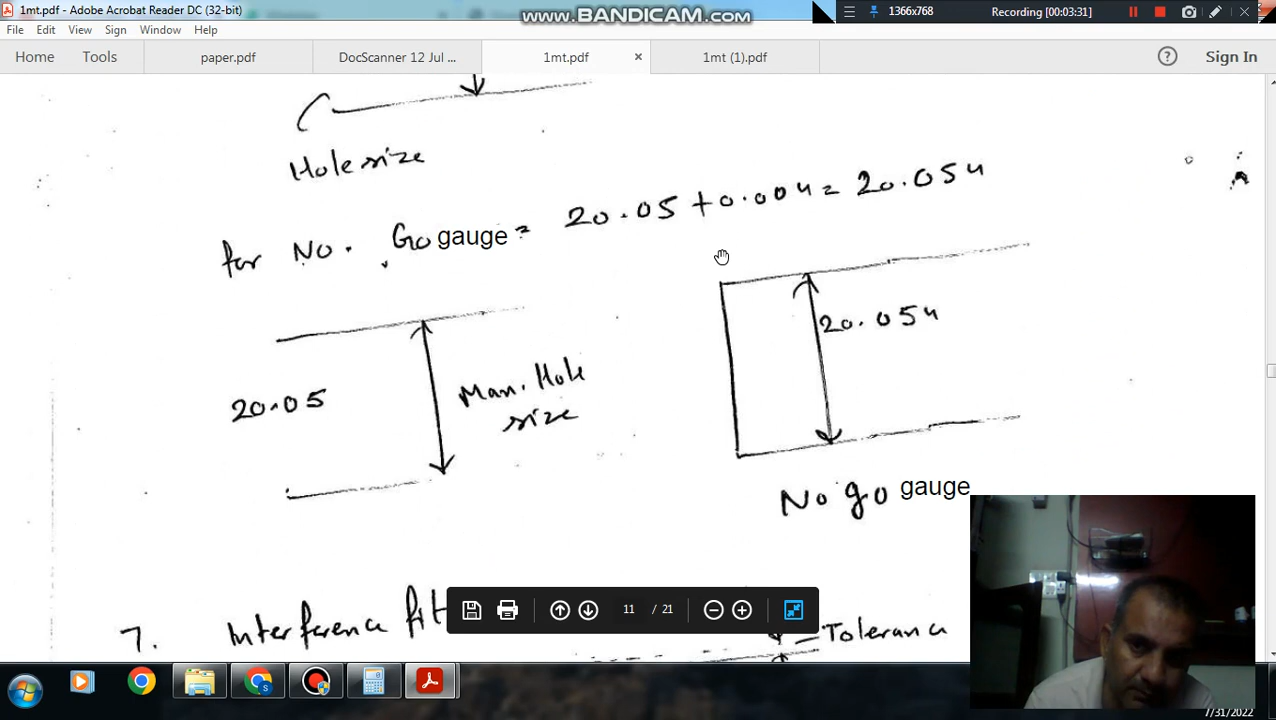 1mt.pdf - Adobe Acrobat Reader DC (32-bit)
www.BANDICAM.com
1366x768
Recording [00:03:31]
File Edit View Sign Window Help
Home Tools paper.pdf DocScanner 12 Jul ... 1mt.pdf × 1mt (1).pdf ? Sign In
Hole size
for No. Go gauge = 20.05 + 0.004 = 20.054
20.05
Man. Hole
size
20.054
No go gauge
7. Interference fit
= Tolerance
11 / 21
7/31/2022